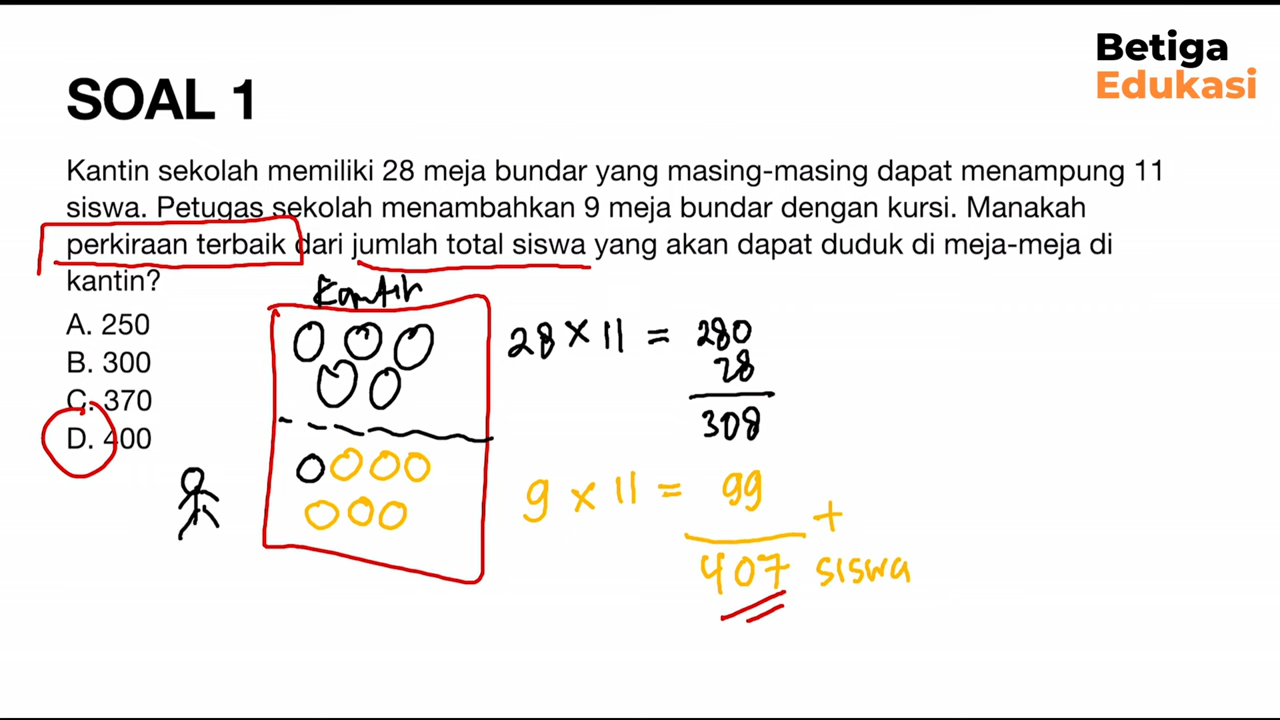 Betiga
Edukasi
SOAL 1
Kantin sekolah memiliki 28 meja bundar yang masing-masing dapat menampung 11
siswa. Petugas sekolah menambahkan 9 meja bundar dengan kursi. Manakah
perkiraan terbaik dari jumlah total siswa yang akan dapat duduk di meja-meja di
kantin?
A. 250
B. 300
C. 370
D. 400
Kantin
28 × 11 = 280
28
308
9 × 11 = 99
+
407 siswa